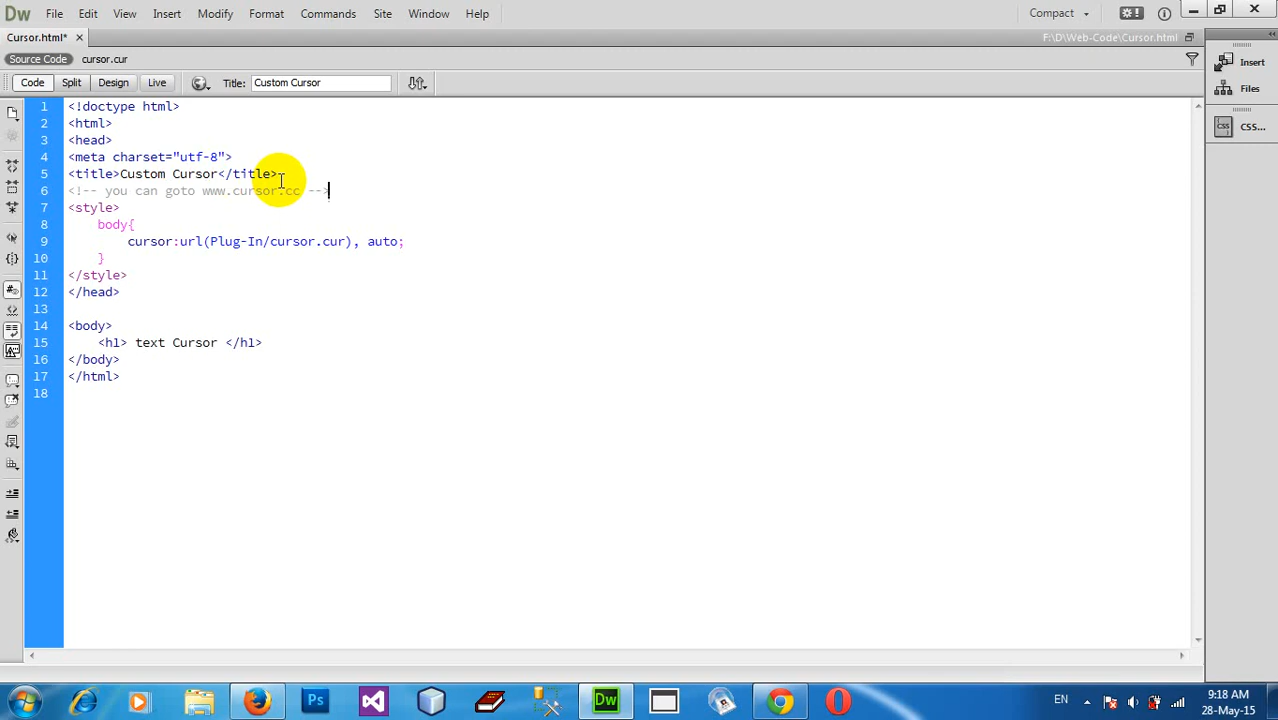 Dw File Edit View Insert Modify Format Commands Site Window Help Compact
Cursor.html* F:\D\Web-Code\Cursor.html
Source Code cursor.cur
Code Split Design Live Title: Custom Cursor
Insert
Files
CSS...
1 <!doctype html>
2 <html>
3 <head>
4 <meta charset="utf-8">
5 <title>Custom Cursor</title>
6 <!-- you can goto www.cursor.cc -->
7 <style>
8 body{
9 cursor:url(Plug-In/cursor.cur), auto;
10 }
11 </style>
12 </head>
13
14 <body>
15 <h1> text Cursor </h1>
16 </body>
17 </html>
18
Ps Dw EN 9:18 AM
28-May-15